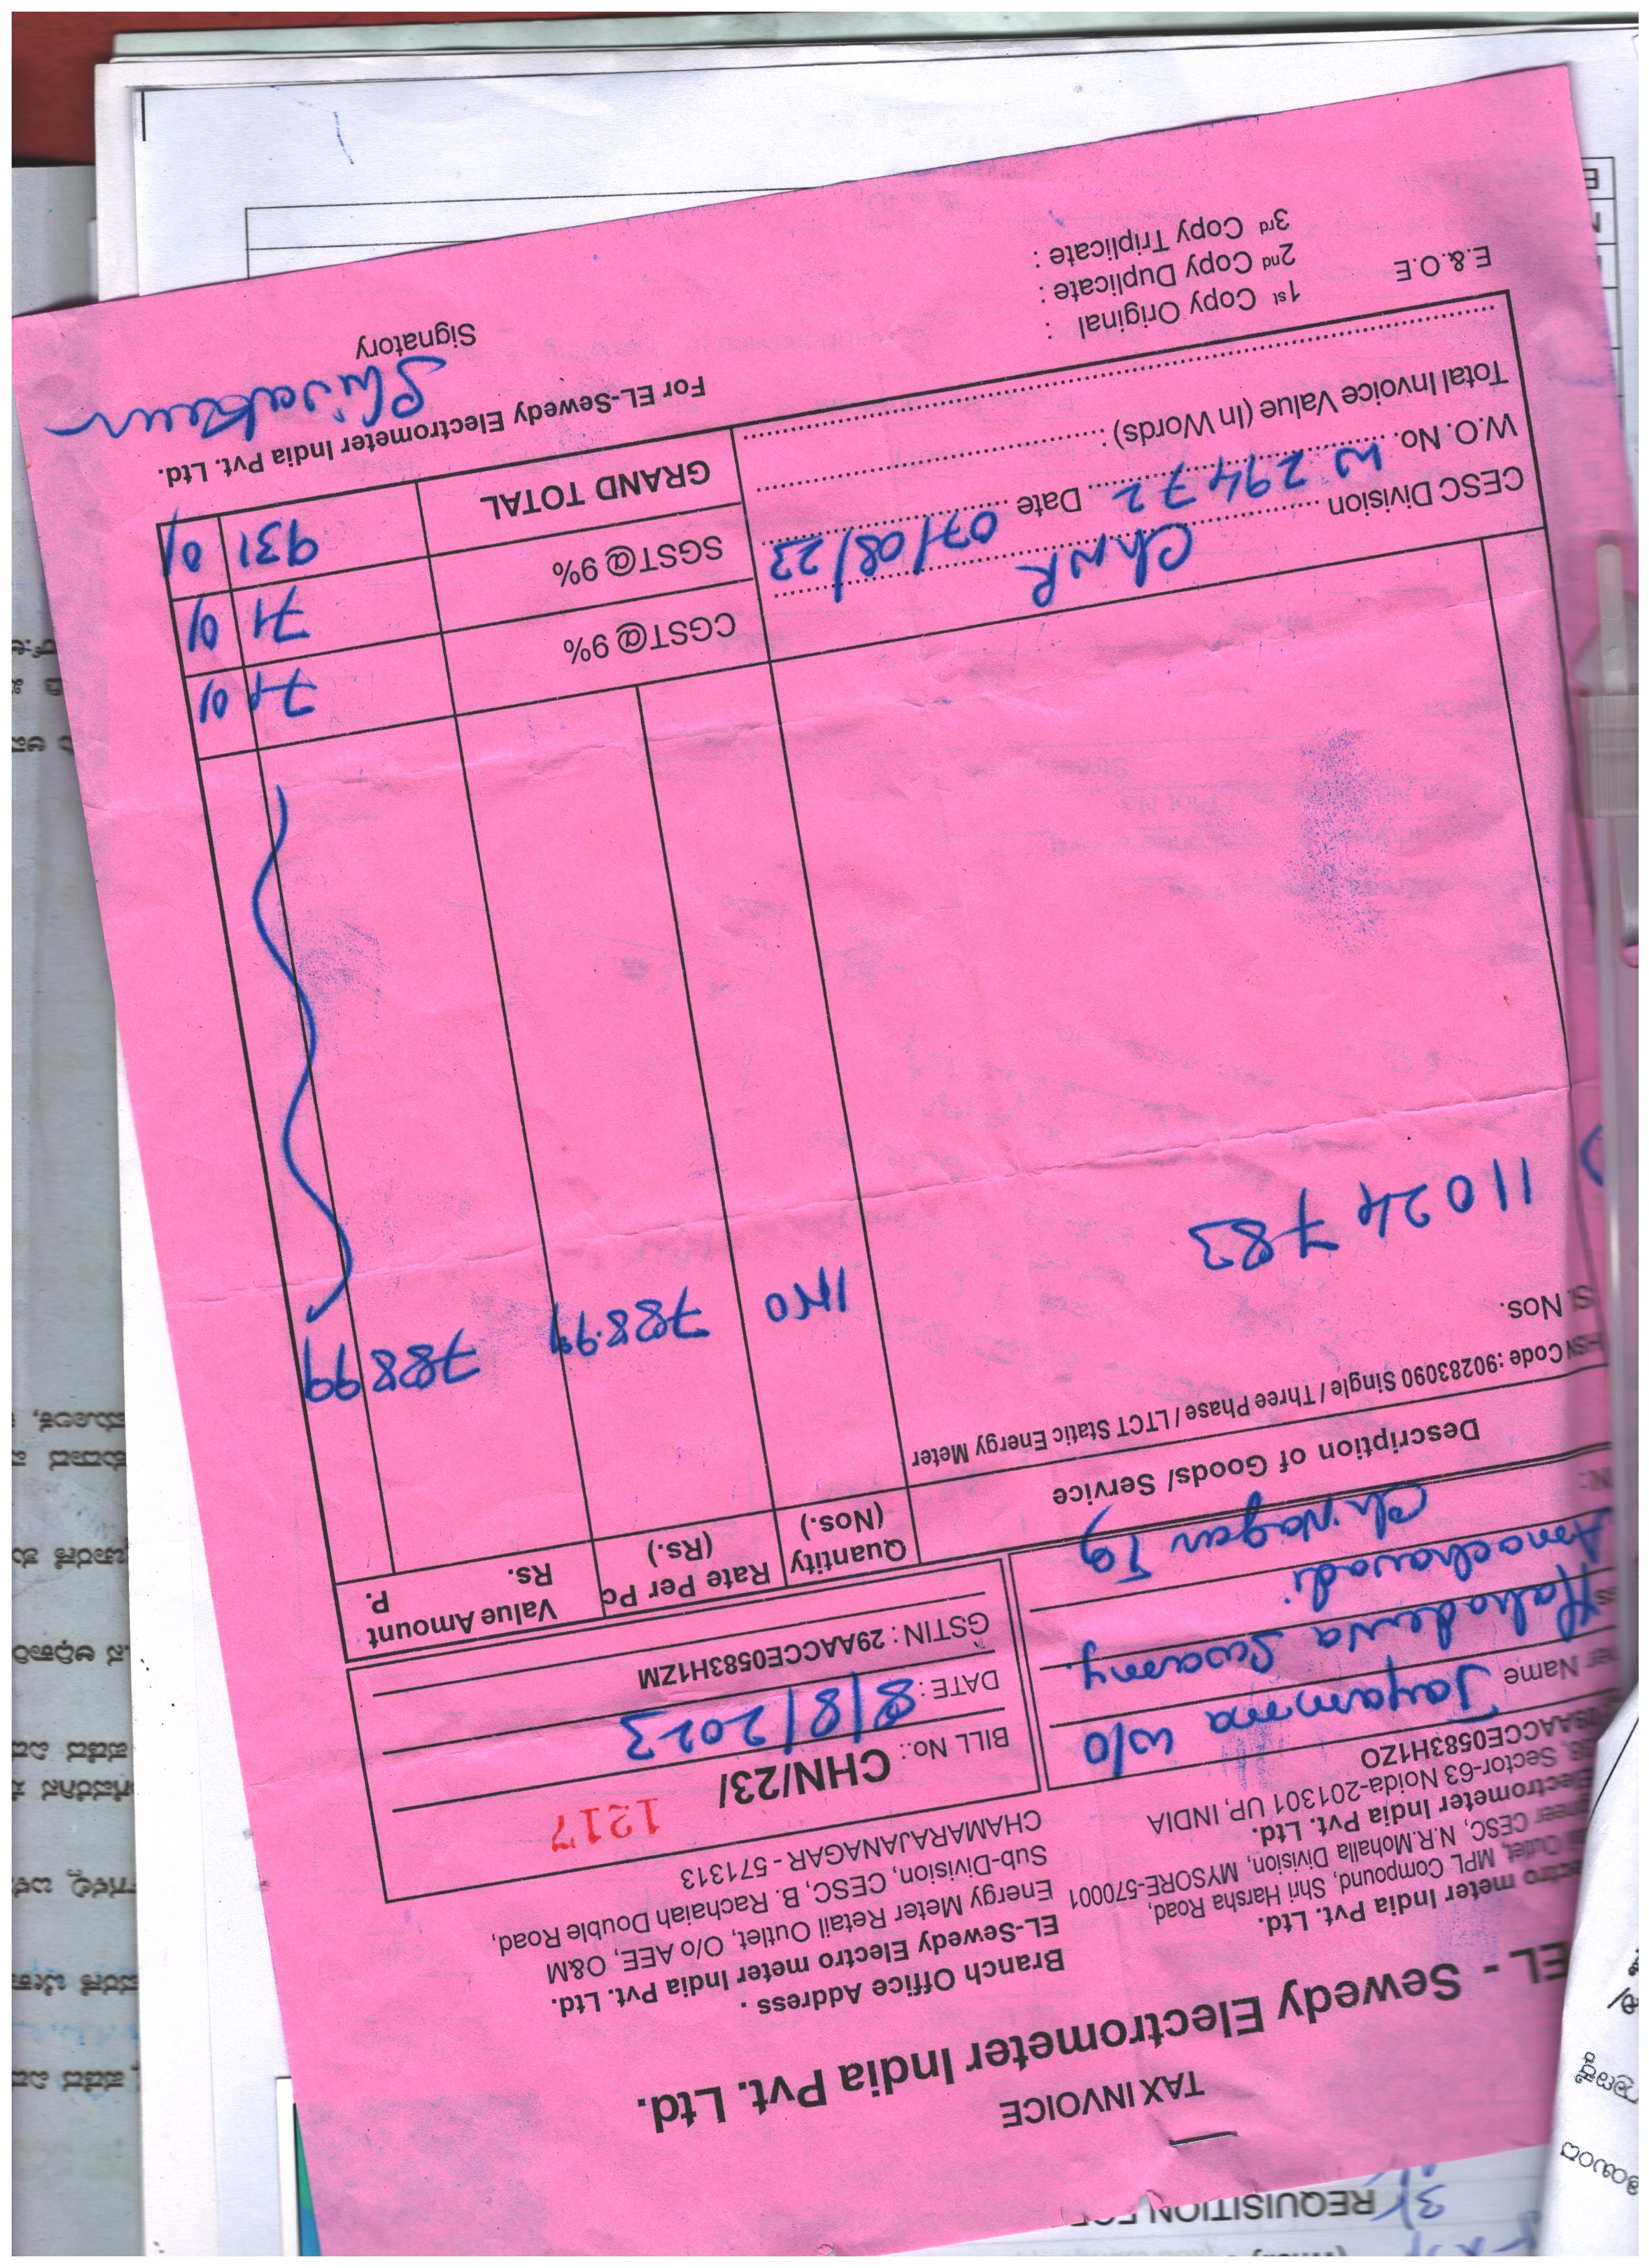 TAX INVOICE
EL - Sewedy Electrometer India Pvt. Ltd.
ectro meter India Pvt. Ltd.
Outlet, MPL Compound, Shri Harsha Road,
neer CESC, N.R.Mohalla Division, MYSORE-570001
Electrometer India Pvt. Ltd.
Sector-63 Noida-201301 UP, INDIA
09AACCE0583H1ZO
Branch Office Address :
EL-Sewedy Electro meter India Pvt. Ltd.
Energy Meter Retail Outlet, O/o AEE, O&M
Sub-Division, CESC, B. Rachaiah Double Road,
CHAMARAJANAGAR - 571313
BILL No.: CHN/23/ 1217
DATE : 8/8/2023
GSTIN : 29AACCE0583H1ZM
er Name Jayamma w/o
Mahadeva Swamy
Amachavadi
Ch Nagar Tq
Description of Goods/ Service
Quantity (Nos.)
Rate Per Pc (Rs.)
Value Amount
Rs. P.
HSN Code : 90283090 Single / Three Phase / LTCT Static Energy Meter
Sl. Nos.
11024783
1No 788.99 788 99
CGST@ 9% 71 01
SGST@ 9% 71 01
GRAND TOTAL 931 01
CESC Division ChNR
W.O. No. W 29472 Date 07/08/23
Total Invoice Value (In Words) :
For EL-Sewedy Electrometer India Pvt. Ltd.
Signatory
E.&.O.E
1st Copy Original :
2nd Copy Duplicate :
3rd Copy Triplicate :